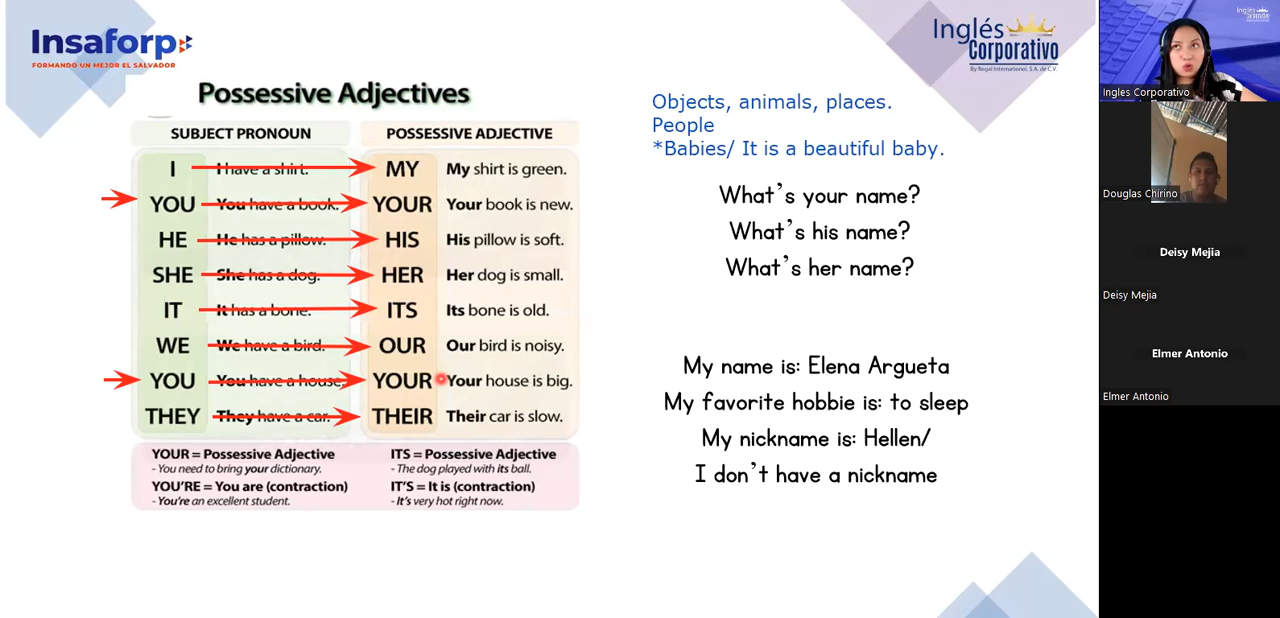 Insaforp
FORMANDO UN MEJOR EL SALVADOR
Inglés
Corporativo
By Regal International, S.A. de C.V.
Possessive Adjectives
SUBJECT PRONOUN POSSESSIVE ADJECTIVE
I I have a shirt. MY My shirt is green.
YOU You have a book. YOUR Your book is new.
HE He has a pillow. HIS His pillow is soft.
SHE She has a dog. HER Her dog is small.
IT It has a bone. ITS Its bone is old.
WE We have a bird. OUR Our bird is noisy.
YOU You have a house. YOUR Your house is big.
THEY They have a car. THEIR Their car is slow.
YOUR = Possessive Adjective
- You need to bring your dictionary.
YOU'RE = You are (contraction)
- You're an excellent student.
ITS = Possessive Adjective
- The dog played with its ball.
IT'S = It is (contraction)
- It's very hot right now.
Objects, animals, places.
People
*Babies/ It is a beautiful baby.
What's your name?
What's his name?
What's her name?
My name is: Elena Argueta
My favorite hobbie is: to sleep
My nickname is: Hellen/
I don't have a nickname
Inglés
Ingles Corporativo
Douglas Chirino
Deisy Mejia
Deisy Mejia
Elmer Antonio
Elmer Antonio